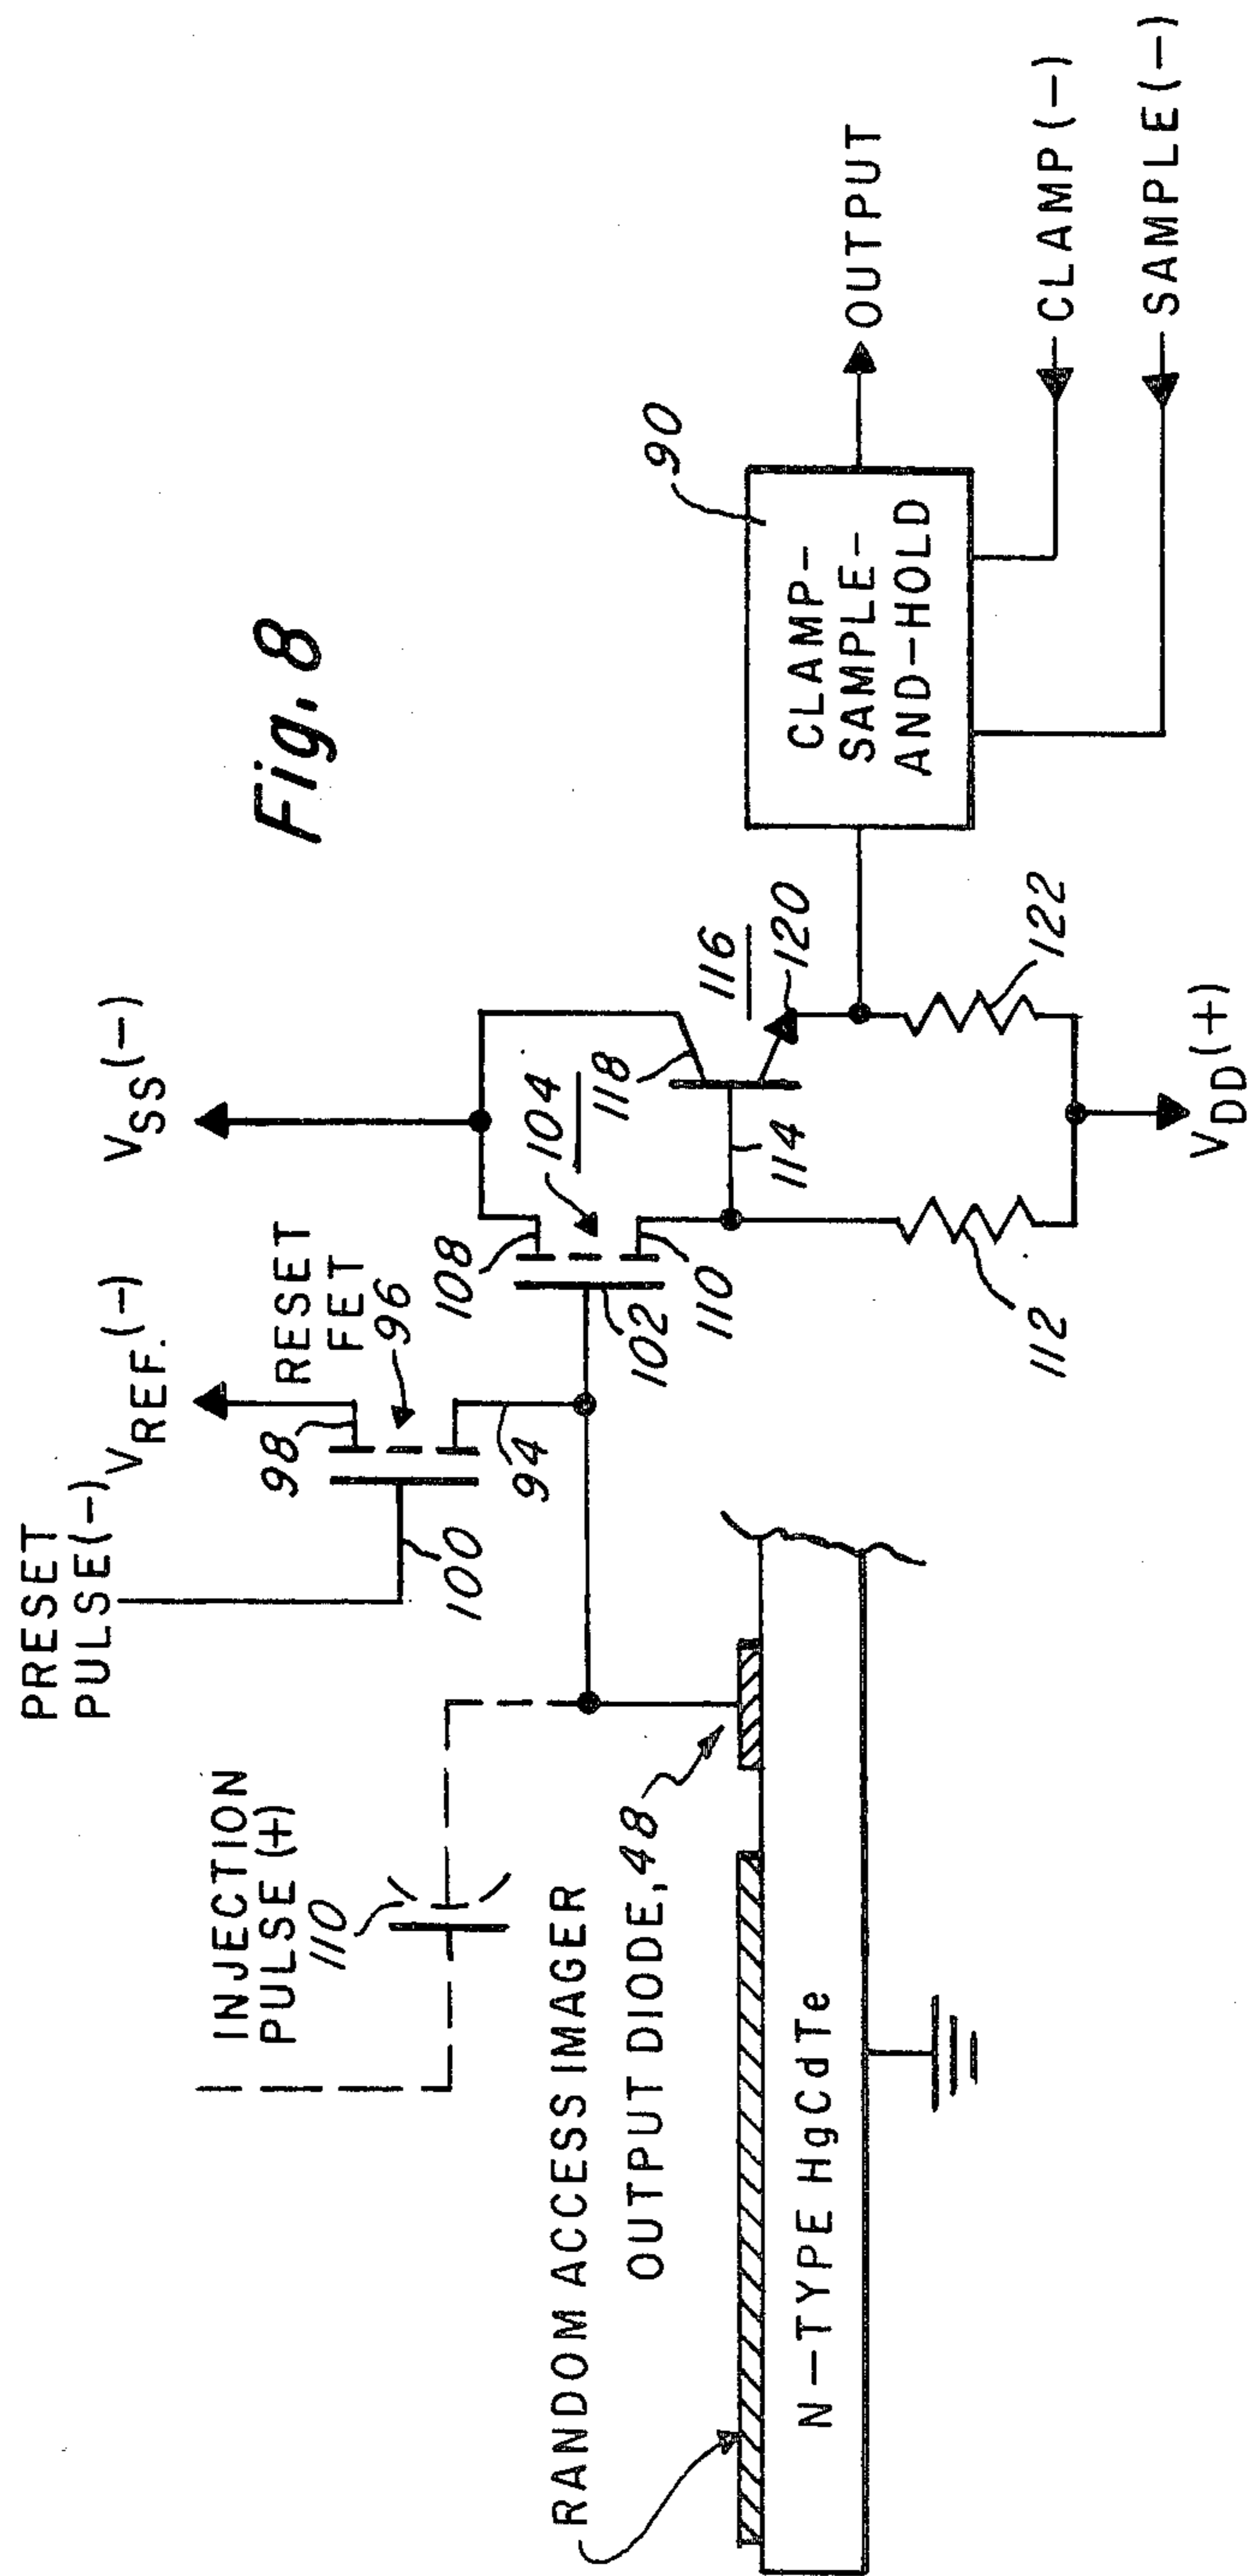 Fig. 8
PRESET
PULSE(-)
VREF.(-)
VSS(-)
RESET
FET
INJECTION
PULSE (+)
110
98
96
100
94
108
104
102
110
118
116
114
120
112
122
VDD(+)
90
CLAMP-
SAMPLE-
AND-HOLD
OUTPUT
CLAMP(-)
SAMPLE(-)
RANDOM ACCESS IMAGER
OUTPUT DIODE, 48
N-TYPE HgCdTe